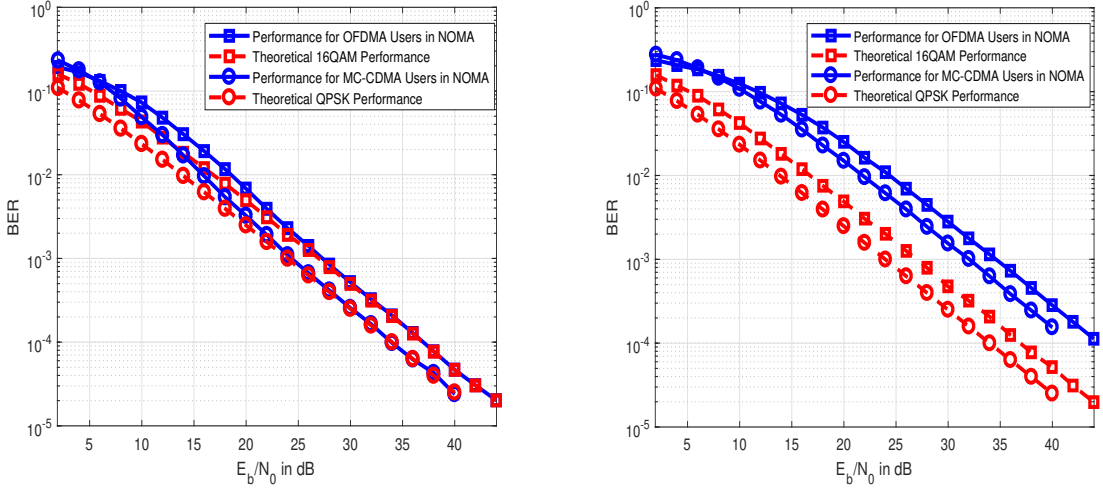 10^0
10^-1
10^-2
10^-3
10^-4
10^-5
BER
5 10 15 20 25 30 35 40
E_b/N_0 in dB
Performance for OFDMA Users in NOMA
Theoretical 16QAM Performance
Performance for MC-CDMA Users in NOMA
Theoretical QPSK Performance
10^0
10^-1
10^-2
10^-3
10^-4
10^-5
BER
5 10 15 20 25 30 35 40
E_b/N_0 in dB
Performance for OFDMA Users in NOMA
Theoretical 16QAM Performance
Performance for MC-CDMA Users in NOMA
Theoretical QPSK Performance